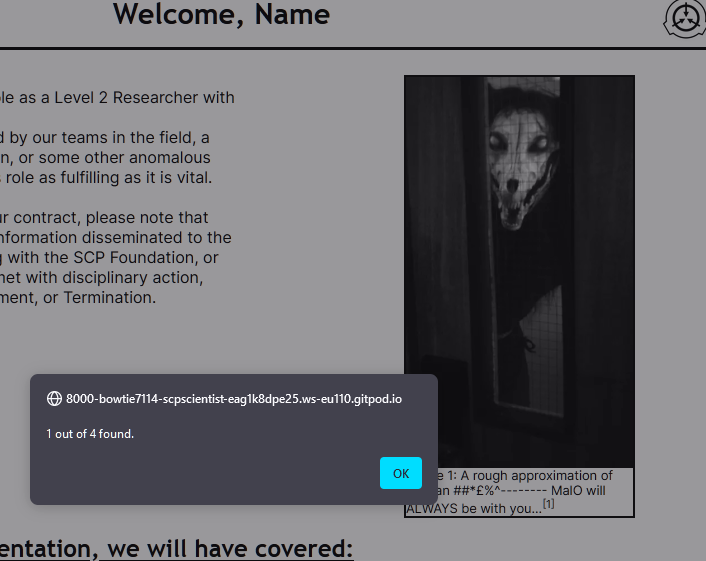 Welcome, Name
le as a Level 2 Researcher with
d by our teams in the field, a
n, or some other anomalous
role as fulfilling as it is vital.
ur contract, please note that
nformation disseminated to the
g with the SCP Foundation, or
net with disciplinary action,
ment, or Termination.
8000-bowtie7114-scpscientist-eag1k8dpe25.ws-eu110.gitpod.io
1 out of 4 found.
OK
e 1: A rough approximation of
an ##*£%^-------- MalO will
ALWAYS be with you...[1]
entation, we will have covered: